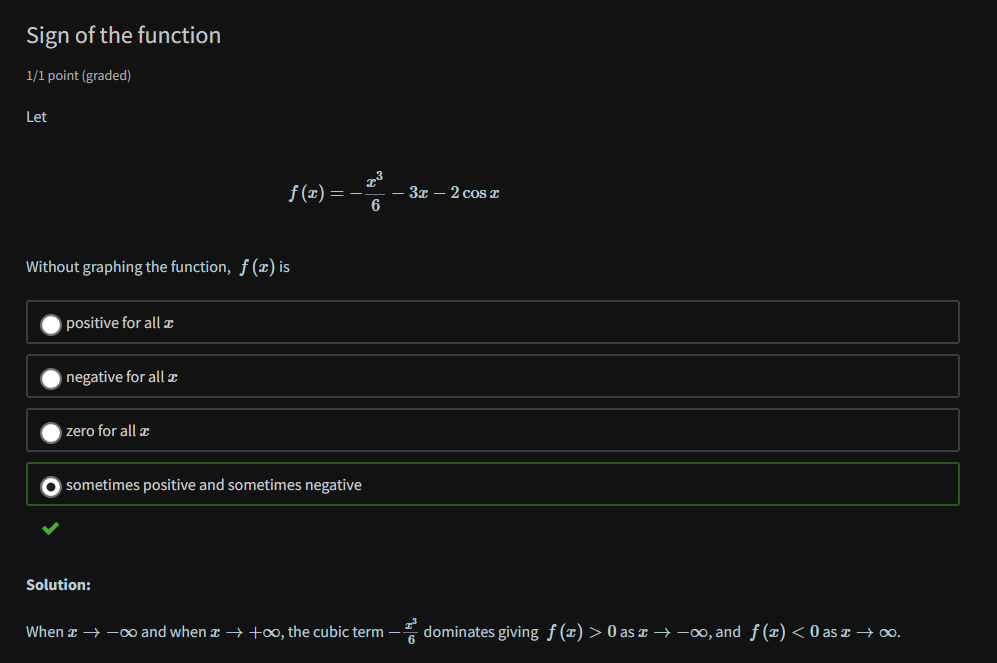 Sign of the function
1/1 point (graded)
Let
f (x) = −x³/6 − 3x − 2 cos x
Without graphing the function, f (x) is
positive for all x
negative for all x
zero for all x
sometimes positive and sometimes negative
Solution:
When x → −∞ and when x → +∞, the cubic term −x³/6 dominates giving f (x) > 0 as x → −∞, and f (x) < 0 as x → ∞.